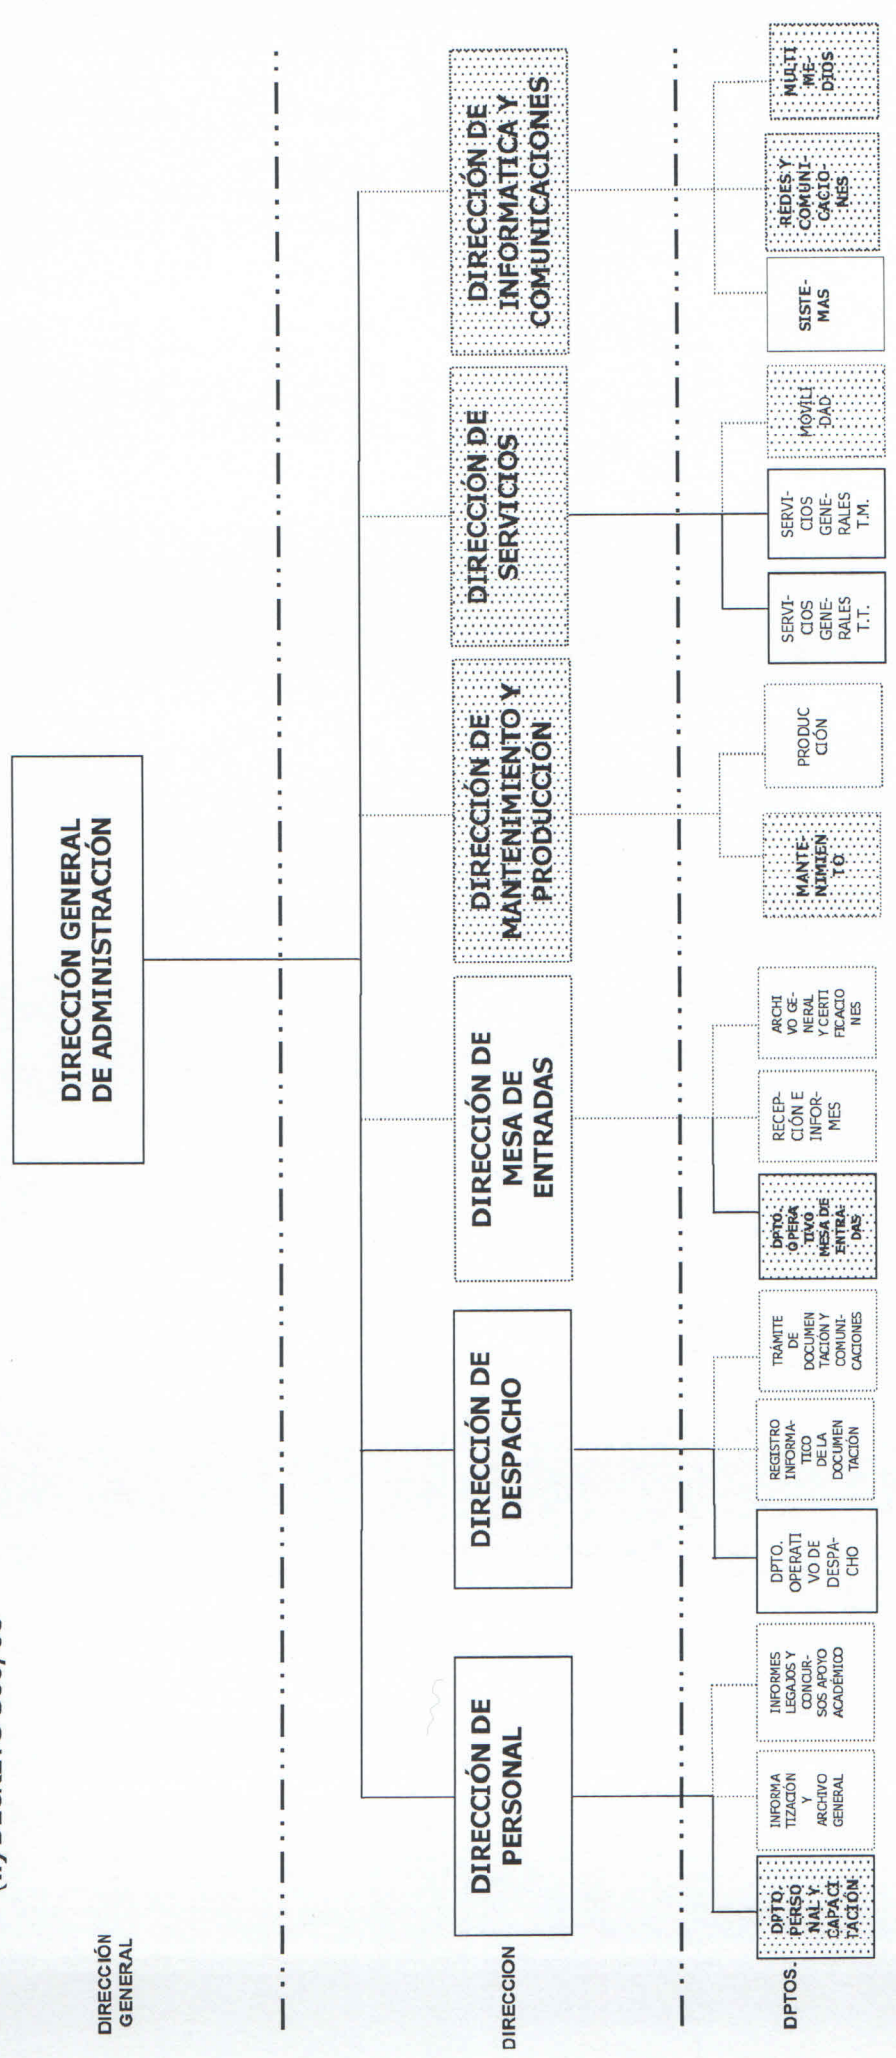 DIRECCIÓN
GENERAL
DIRECCIÓN GENERAL
DE ADMINISTRACIÓN
DIRECCION
DIRECCIÓN DE
PERSONAL
DIRECCIÓN DE
DESPACHO
DIRECCIÓN DE
MESA DE
ENTRADAS
DIRECCIÓN DE
MANTENIMIENTO Y
PRODUCCIÓN
DIRECCIÓN DE
SERVICIOS
DIRECCIÓN DE
INFORMATICA Y
COMUNICACIONES
DPTOS.
DPTO.
PERSO
NAL Y
CAPACI
TACIÓN
INFORMA
TIZACIÓN
Y
ARCHIVO
GENERAL
INFORMES
LEGAJOS Y
CONCUR-
SOS APOYO
ACADÉMICO
DPTO.
OPERATI
VO DE
DESPA-
CHO
REGISTRO
INFORMA-
TICO
DE LA
DOCUMEN
TACIÓN
TRÁMITE
DE
DOCUMEN
TACIÓN Y
COMUNI-
CACIONES
DPTO.
OPERA
TIVO
MESA DE
ENTRA-
DAS
RECEP-
CIÓN E
INFOR-
MES
ARCHI
VO GE-
NERAL
Y CERTI
FICACIO
NES
MANTE-
NIMIEN
TO
PRODUC
CIÓN
SERVI-
CIOS
GENE-
RALES
T.T.
SERVI-
CIOS
GENE-
RALES
T.M.
MOVILI
DAD
SISTE-
MAS
REDES Y
COMUNI-
CACIO-
NES
MULTI
ME-
DIOS